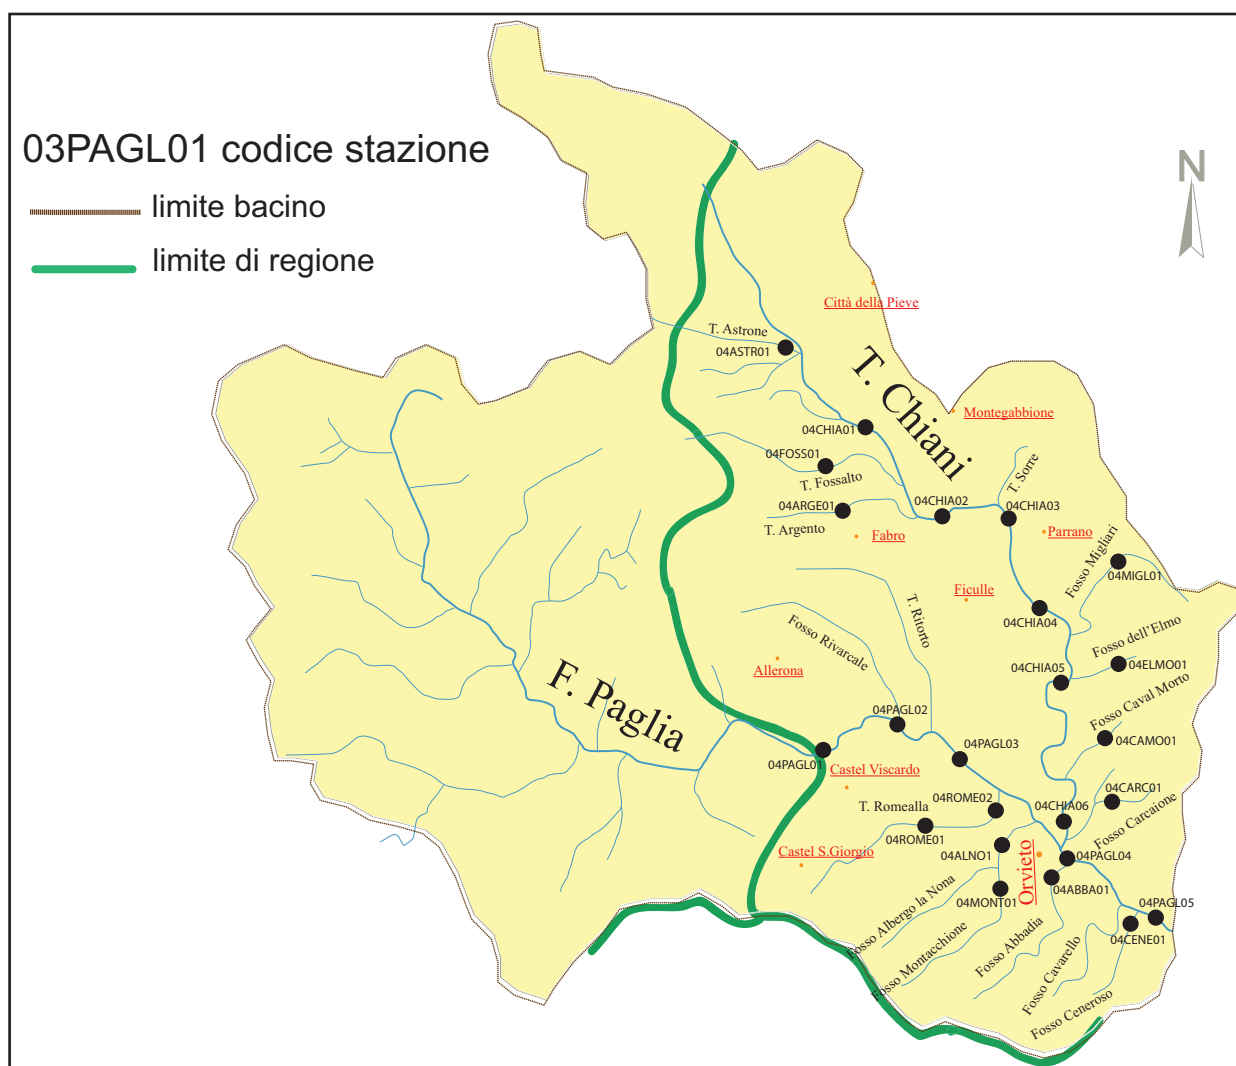 03PAGL01 codice stazione
limite bacino
limite di regione
N
Città della Pieve
T. Astrone
04ASTR01
T. Chiani
Montegabbione
04CHIA01
04FOSS01
T. Fossalto
T. Sorre
04ARGE01
04CHIA02
04CHIA03
T. Argento
Fabro
Parrano
Fosso Migliari
04MIGL01
Ficulle
04CHIA04
T. Ritorto
Fosso Rivarcale
Fosso dell'Elmo
04ELMO01
Allerona
04CHIA05
Fosso Caval Morto
F. Paglia
04PAGL02
04CAMO01
04PAGL03
04PAGL01
Castel Viscardo
04CARC01
T. Romealla
04ROME02
04CHIA06
Fosso Carcaione
04ROME01
Castel S.Giorgio
04ALNO1
Orvieto
04PAGL04
04ABBA01
04MONT01
Fosso Albergo la Nona
04PAGL05
04CENE01
Fosso Montacchione
Fosso Abbadia
Fosso Cavarello
Fosso Ceneroso